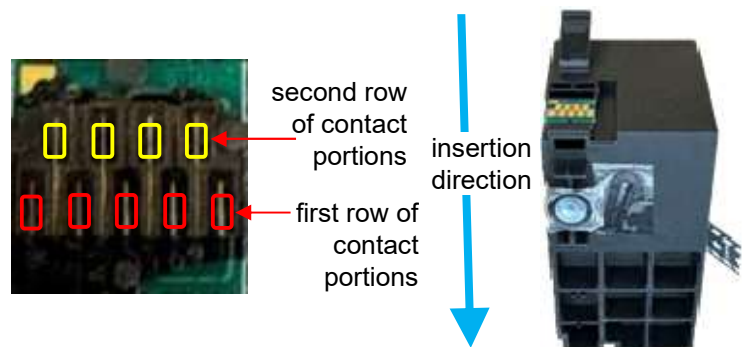 second row
of contact
portions
first row of
contact
portions
insertion
direction